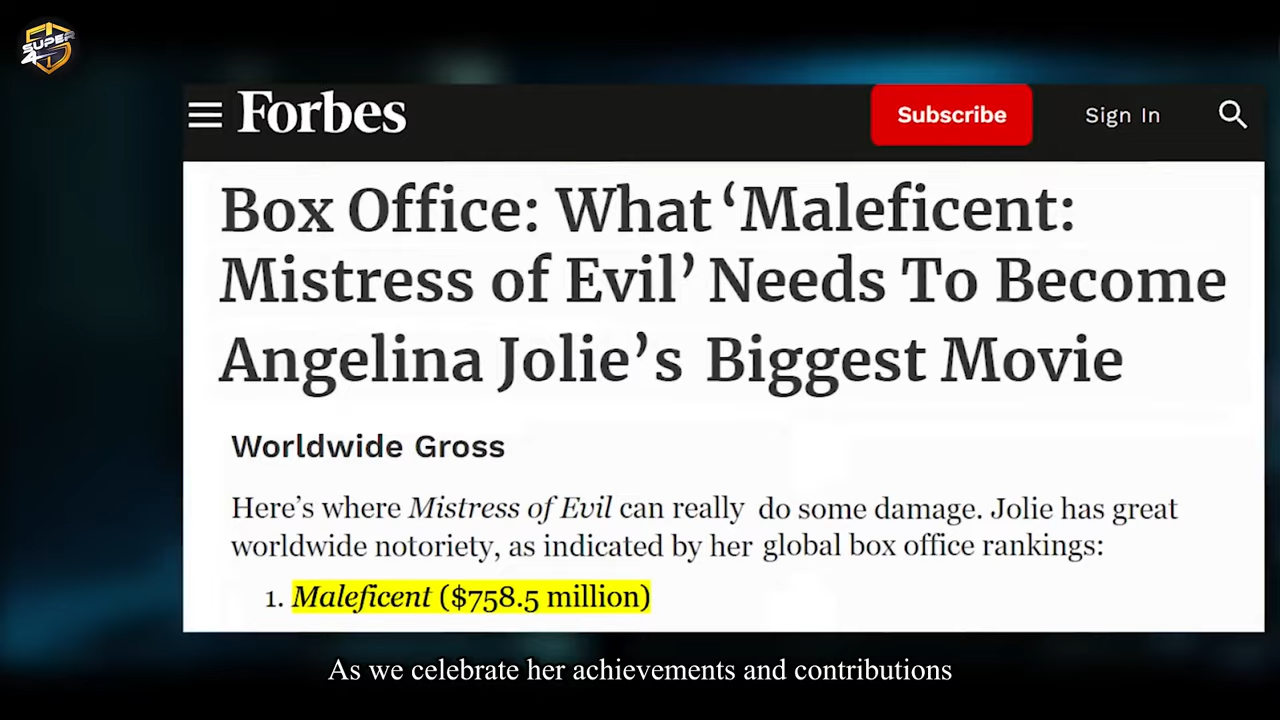 SUPER
4
Forbes
Subscribe
Sign In
Box Office: What ‘Maleficent:
Mistress of Evil’ Needs To Become
Angelina Jolie’s Biggest Movie
Worldwide Gross
Here’s where Mistress of Evil can really do some damage. Jolie has great
worldwide notoriety, as indicated by her global box office rankings:
1. Maleficent ($758.5 million)
As we celebrate her achievements and contributions